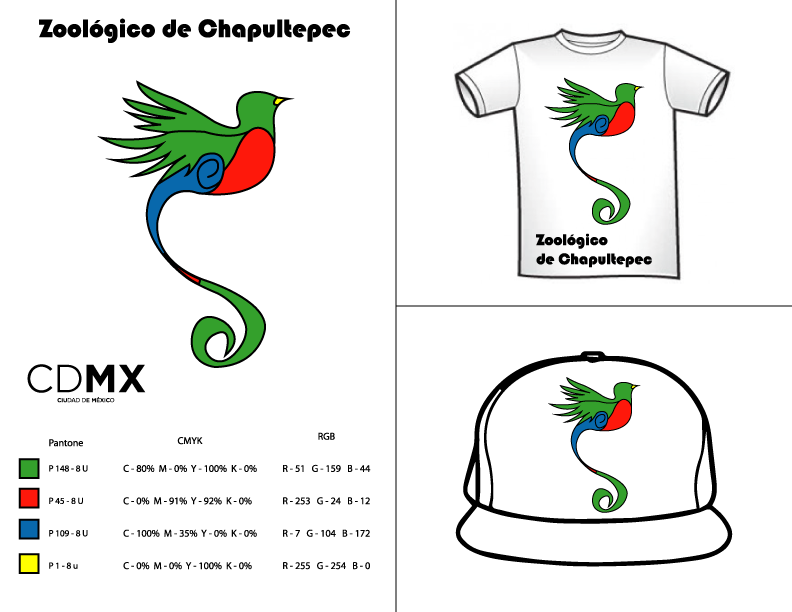 Zoológico de Chapultepec
CDMX
CIUDAD DE MÉXICO
Pantone CMYK RGB
P 148 - 8 U C - 80% M - 0% Y - 100% K - 0% R - 51 G - 159 B - 44
P 45 - 8 U C - 0% M - 91% Y - 92% K - 0% R - 253 G - 24 B - 12
P 109 - 8 U C - 100% M - 35% Y - 0% K - 0% R - 7 G - 104 B - 172
P 1 - 8 u C - 0% M - 0% Y - 100% K - 0% R - 255 G - 254 B - 0
Zoológico
de Chapultepec